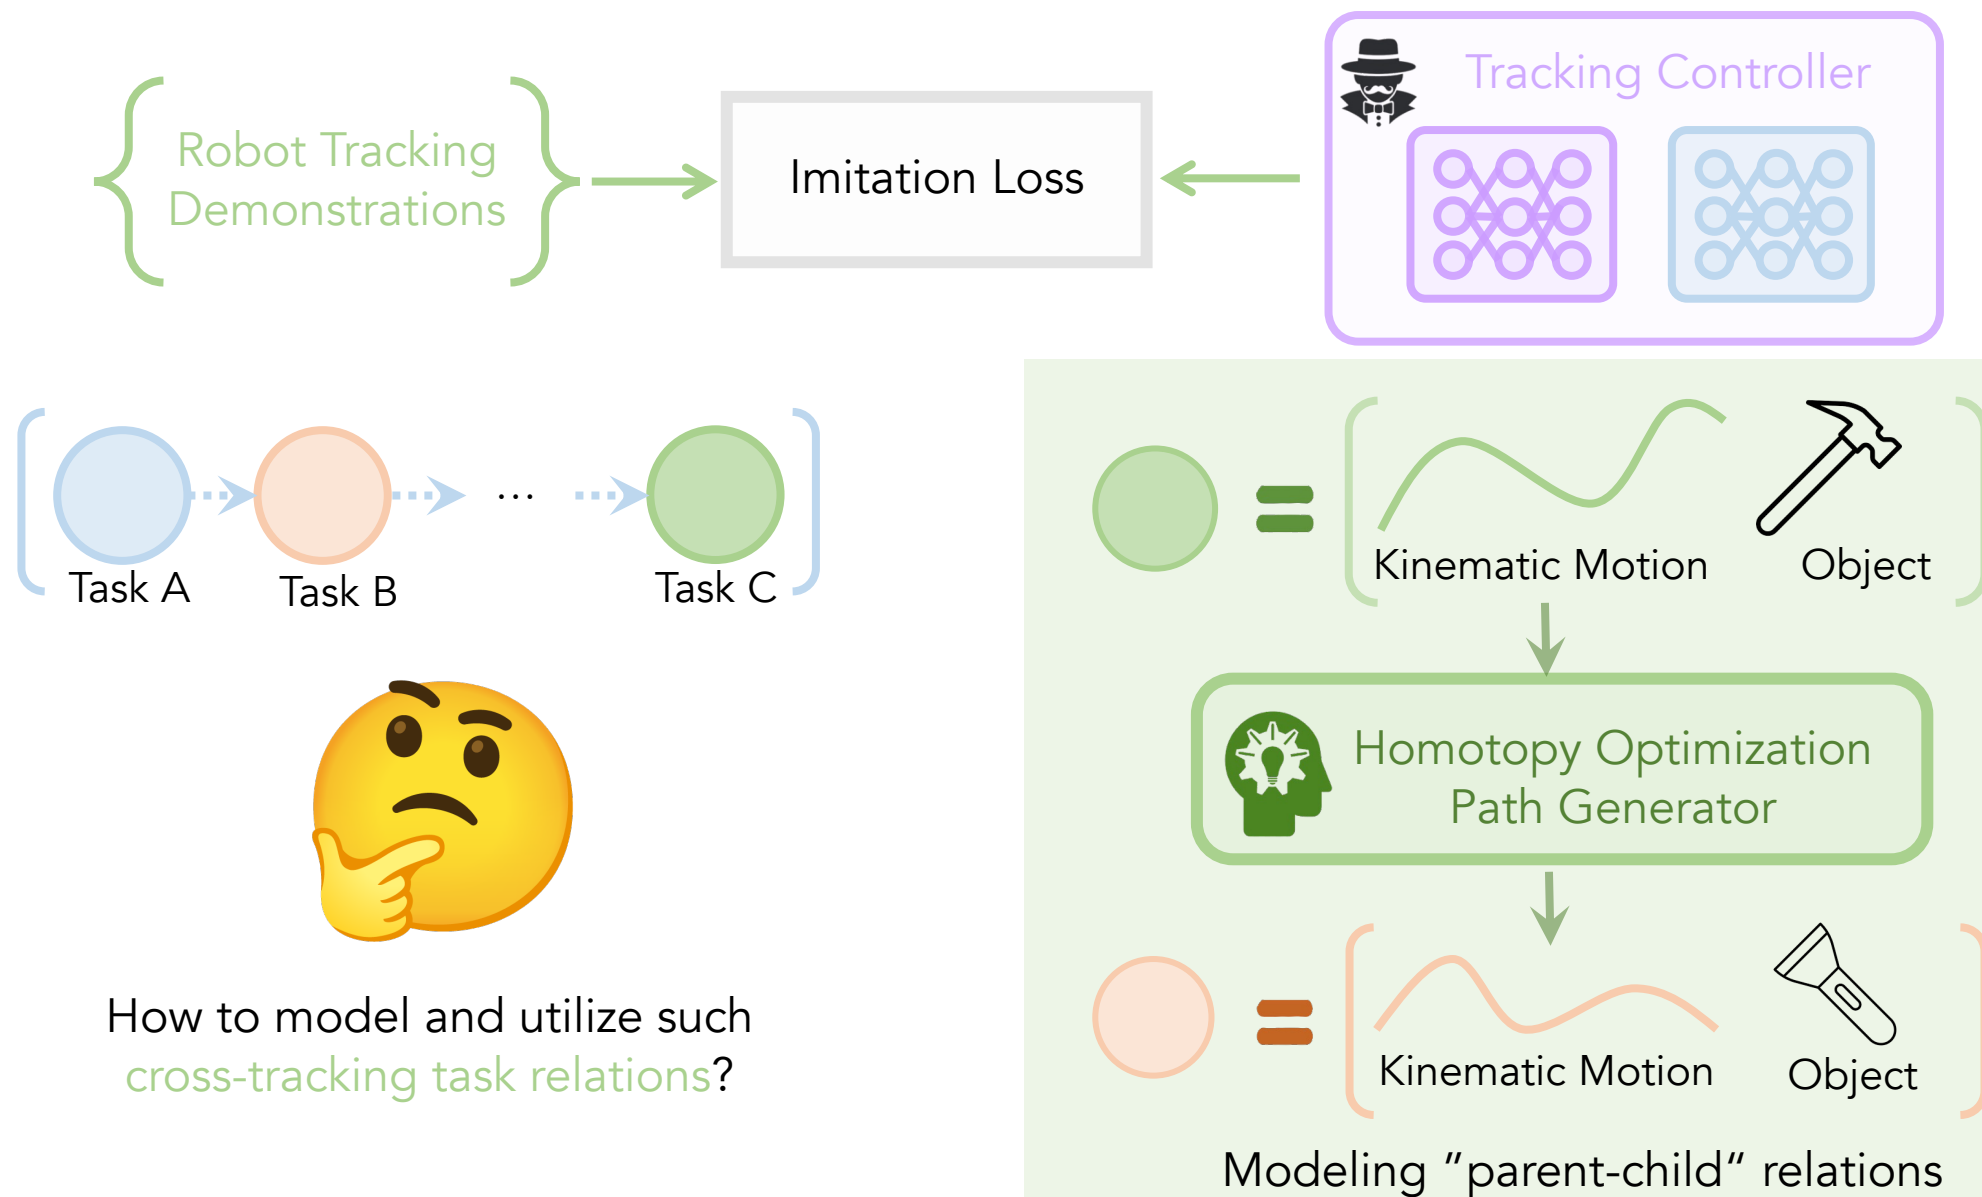 Robot Tracking
Demonstrations
Imitation Loss
Tracking Controller
...
Task A
Task B
Task C
How to model and utilize such
cross-tracking task relations?
Kinematic Motion
Object
Homotopy Optimization
Path Generator
Kinematic Motion
Object
Modeling "parent-child" relations